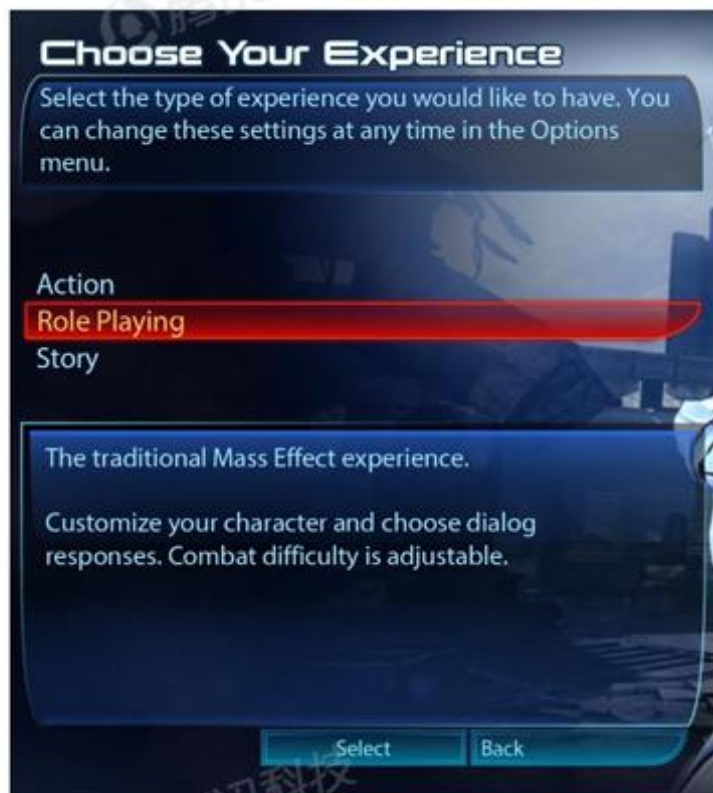 Choose Your Experience
Select the type of experience you would like to have. You
can change these settings at any time in the Options
menu.
Action
Role Playing
Story
The traditional Mass Effect experience.
Customize your character and choose dialog
responses. Combat difficulty is adjustable.
Select
Back